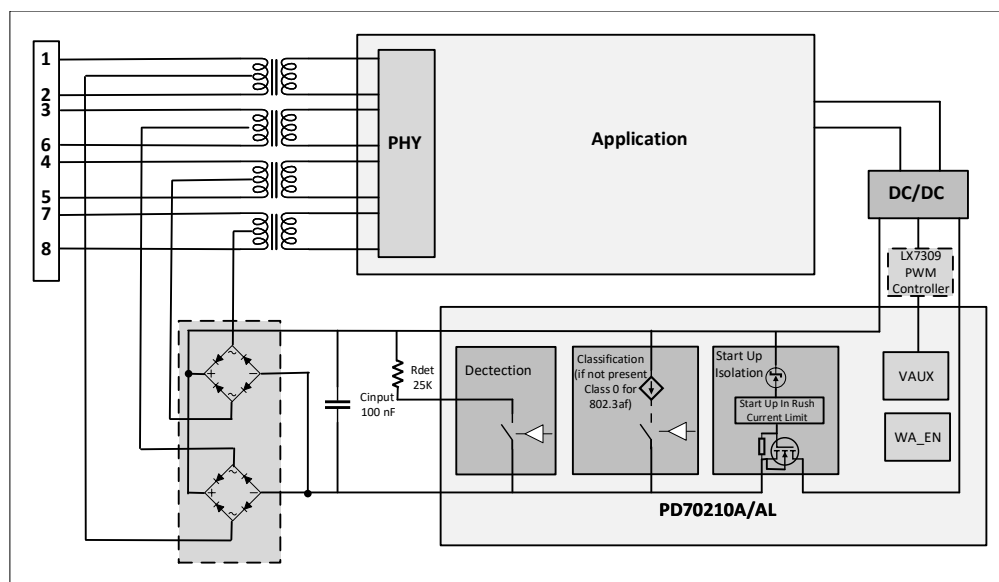 1
2
3
6
4
5
7
8
PHY
Application
DC/DC
LX7309
PWM
Controller
~
+
−
~
~
+
−
~
Cinput
100 nF
Rdet
25K
Dectection
Classification
(if not present
Class 0 for
802.3af)
Start Up
Isolation
Start Up In Rush
Current Limit
VAUX
WA_EN
PD70210A/AL